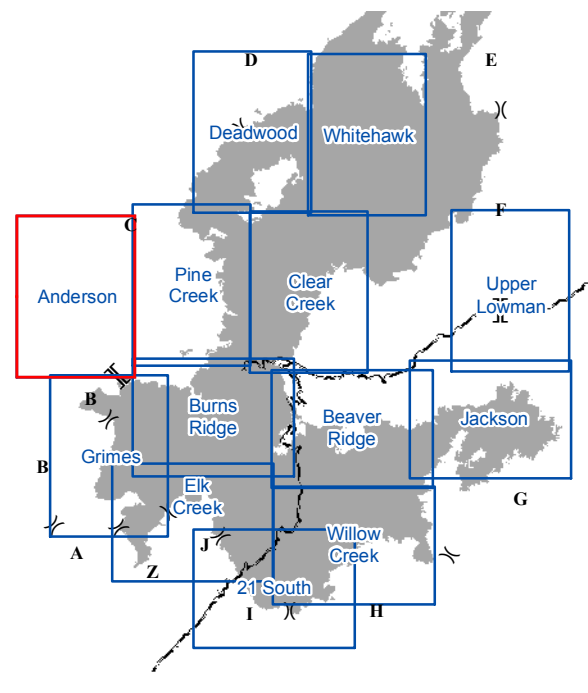 D
E
Deadwood
Whitehawk
C
F
Pine
Creek
Clear
Creek
Anderson
Upper
Lowman
B
Burns
Ridge
Beaver
Ridge
Jackson
B
Grimes
Elk
Creek
G
A
Z
J
Willow
Creek
21 South
I
H